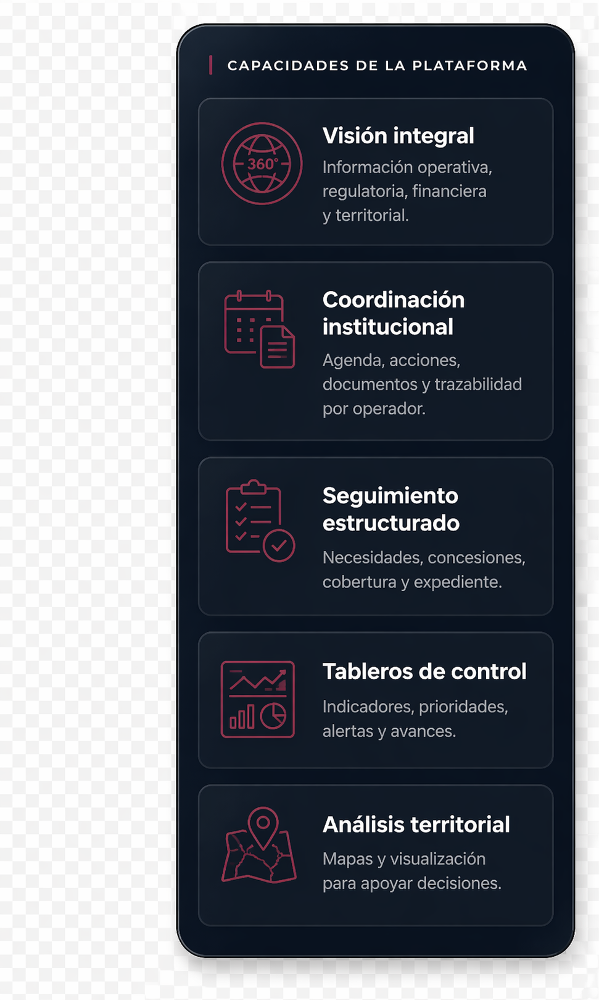 CAPACIDADES DE LA PLATAFORMA
360°
Visión integral
Información operativa,
regulatoria, financiera
y territorial.
Coordinación
institucional
Agenda, acciones,
documentos y trazabilidad
por operador.
Seguimiento
estructurado
Necesidades, concesiones,
cobertura y expediente.
Tableros de control
Indicadores, prioridades,
alertas y avances.
Análisis territorial
Mapas y visualización
para apoyar decisiones.